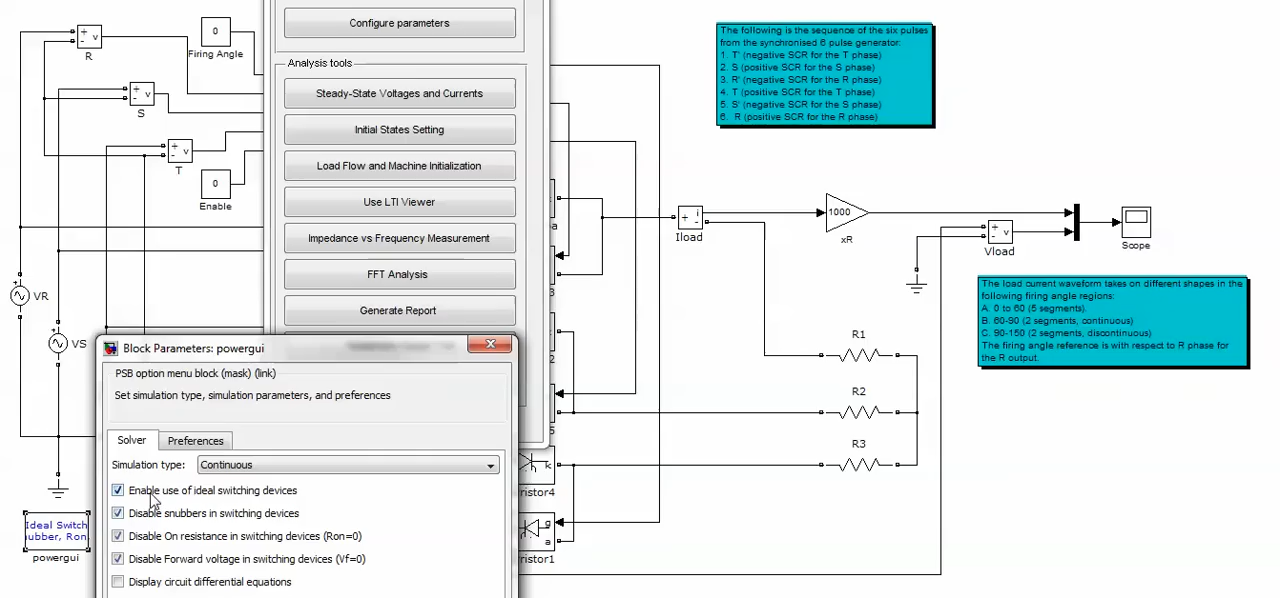 Configure parameters
Analysis tools
Steady-State Voltages and Currents
Initial States Setting
Load Flow and Machine Initialization
Use LTI Viewer
Impedance vs Frequency Measurement
FFT Analysis
Generate Report
R
0
Firing Angle
S
T
0
Enable
VR
VS
The following is the sequence of the six pulses
from the synchronised 6 pulse generator:
1. T' (negative SCR for the T phase)
2. S (positive SCR for the S phase)
3. R' (negative SCR for the R phase)
4. T (positive SCR for the T phase)
5. S' (negative SCR for the S phase)
6. R (positive SCR for the R phase)
Iload
1000
xR
Vload
Scope
The load current waveform takes on different shapes in the
following firing angle regions:
A. 0 to 60 (5 segments).
B. 60-90 (2 segments, continuous)
C. 90-150 (2 segments, discontinuous)
The firing angle reference is with respect to R phase for
the R output.
R1
R2
R3
Block Parameters: powergui
PSB option menu block (mask) (link)
Set simulation type, simulation parameters, and preferences
Solver
Preferences
Simulation type:
Continuous
Enable use of ideal switching devices
Disable snubbers in switching devices
Disable On resistance in switching devices (Ron=0)
Disable Forward voltage in switching devices (Vf=0)
Display circuit differential equations
Ideal Switch
ubber, Ron
powergui
ristor4
ristor1
+
-
v
i
k
g
a
3
2
5